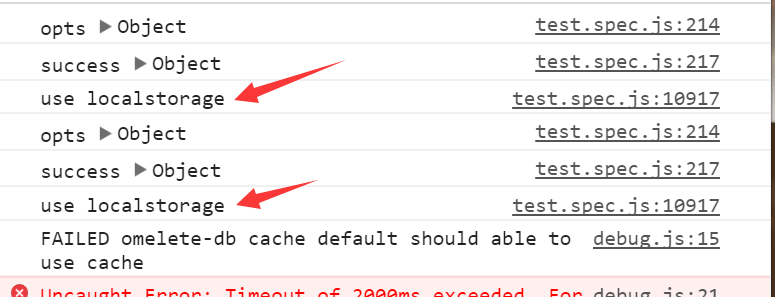 opts ▶Object test.spec.js:214
success ▶Object test.spec.js:217
use localstorage test.spec.js:10917
opts ▶Object test.spec.js:214
success ▶Object test.spec.js:217
use localstorage test.spec.js:10917
FAILED omelete-db cache default should able to debug.js:15
use cache
Uncaught Error: Timeout of 2000ms exceeded. For debug.js:21